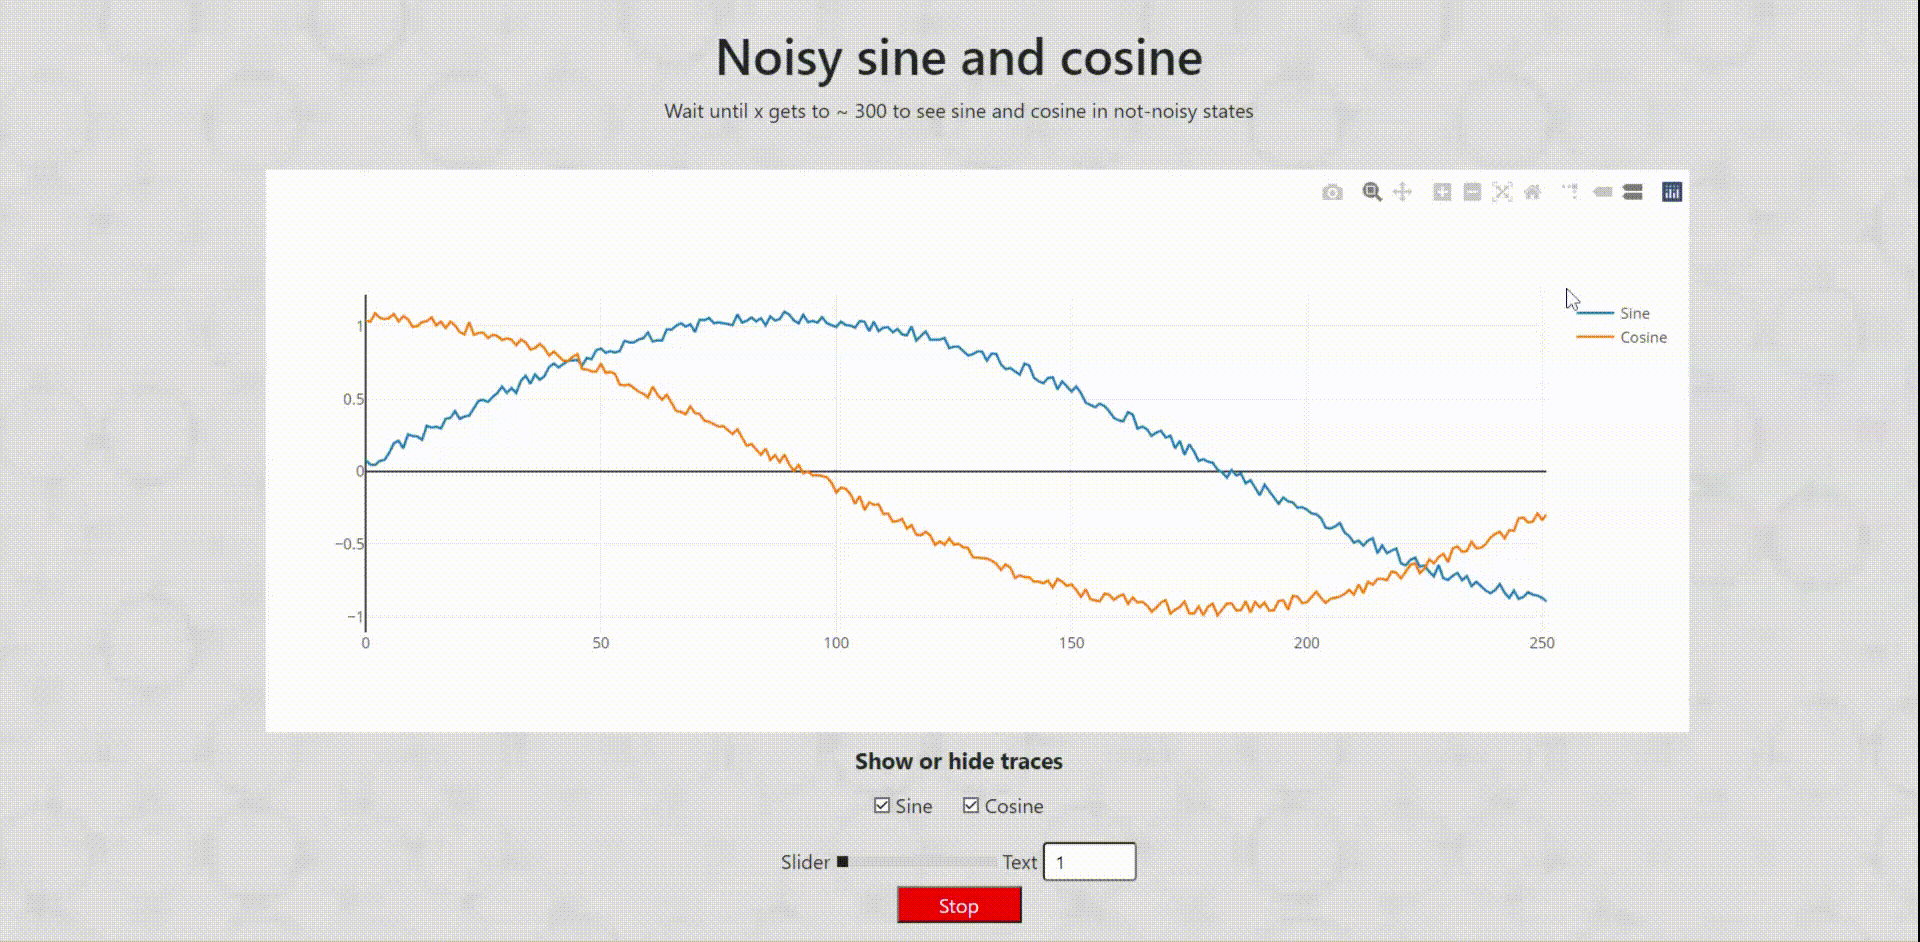 Noisy sine and cosine
Wait until x gets to ~ 300 to see sine and cosine in not-noisy states
Sine
Cosine
1
0.5
0
−0.5
−1
0 50 100 150 200 250
Show or hide traces
Sine Cosine
Slider Text 1
Stop